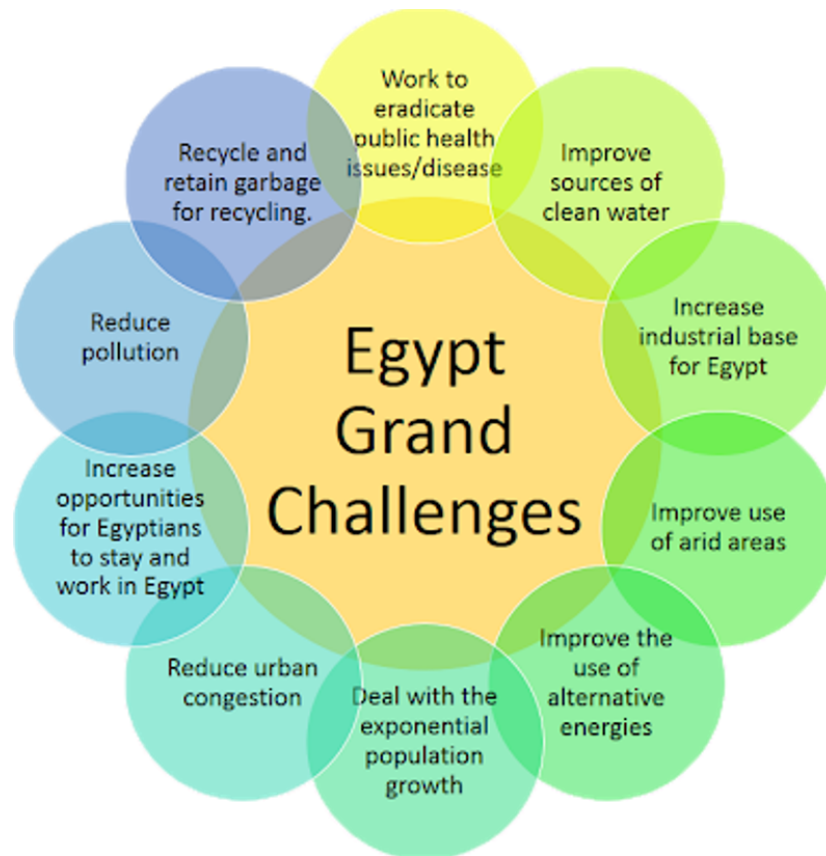 Egypt
Grand
Challenges
Work to
eradicate
public health
issues/disease
Improve
sources of
clean water
Increase
industrial base
for Egypt
Improve use
of arid areas
Improve the
use of
alternative
energies
Deal with the
exponential
population
growth
Reduce urban
congestion
Increase
opportunities
for Egyptians
to stay and
work in Egypt
Reduce
pollution
Recycle and
retain garbage
for recycling.